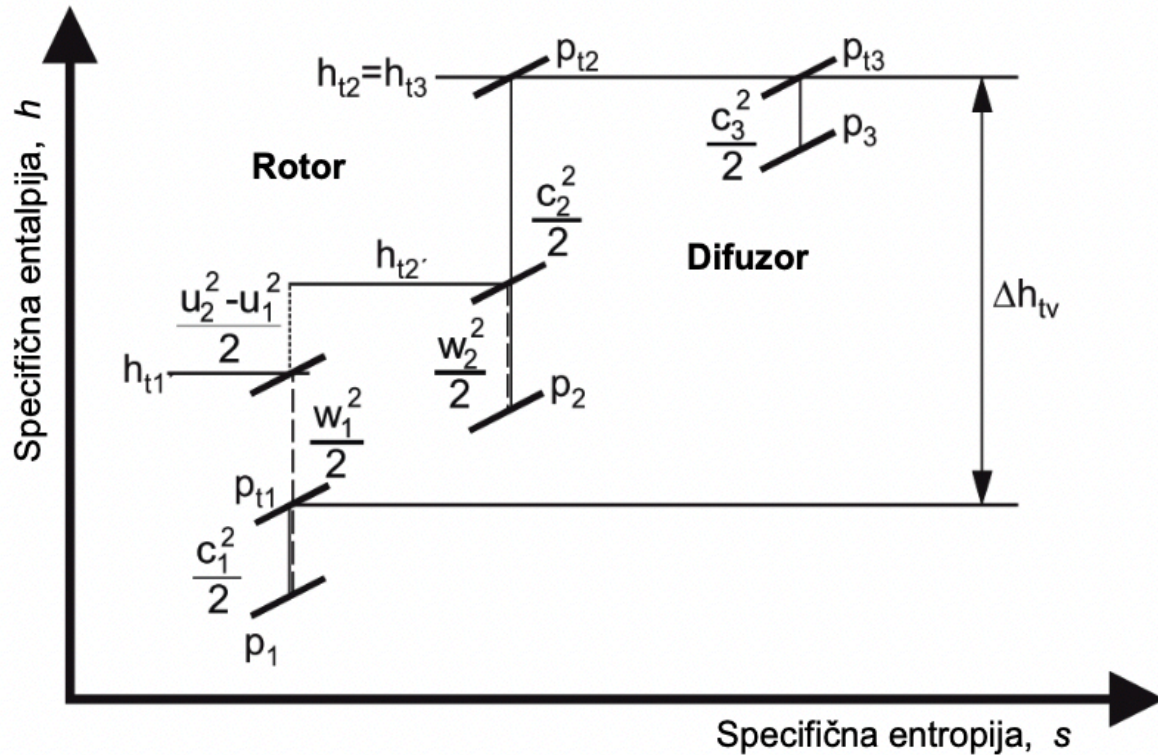 Specifična entalpija, h
h_t2=h_t3
p_t2
p_t3
c_3^2/2
p_3
Rotor
c_2^2/2
Difuzor
h_t2´
(u_2^2 -u_1^2)/2
Δh_tv
w_2^2/2
p_2
h_t1
w_1^2/2
p_t1
c_1^2/2
p_1
Specifična entropija, s